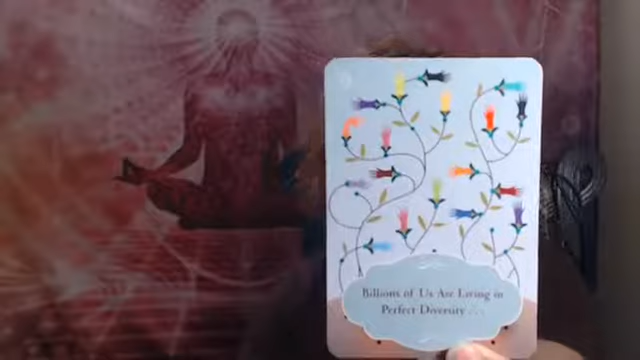 Billions of Us Are Living in
Perfect Diversity . . .